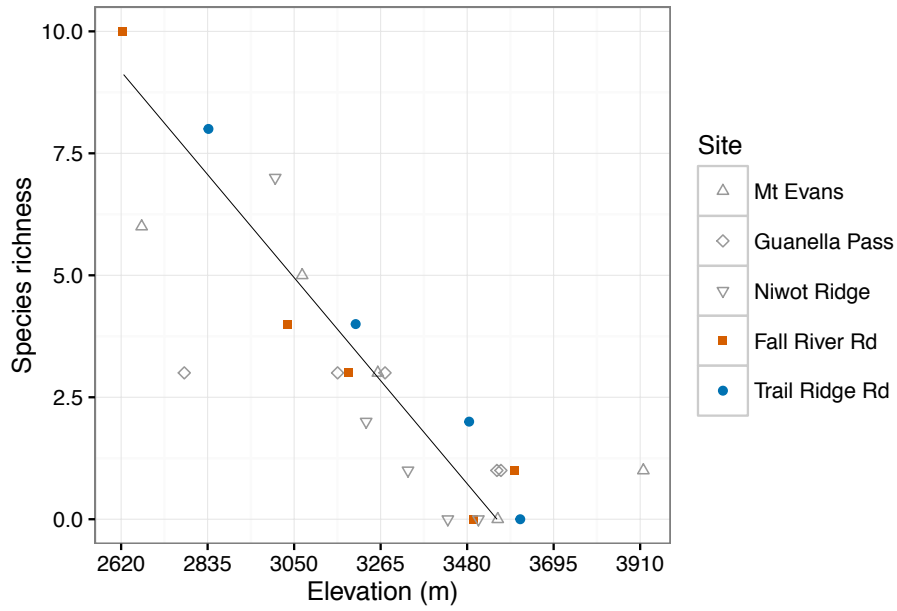 Species richness
10.0
7.5
5.0
2.5
0.0
2620 2835 3050 3265 3480 3695 3910
Elevation (m)
Site
Mt Evans
Guanella Pass
Niwot Ridge
Fall River Rd
Trail Ridge Rd